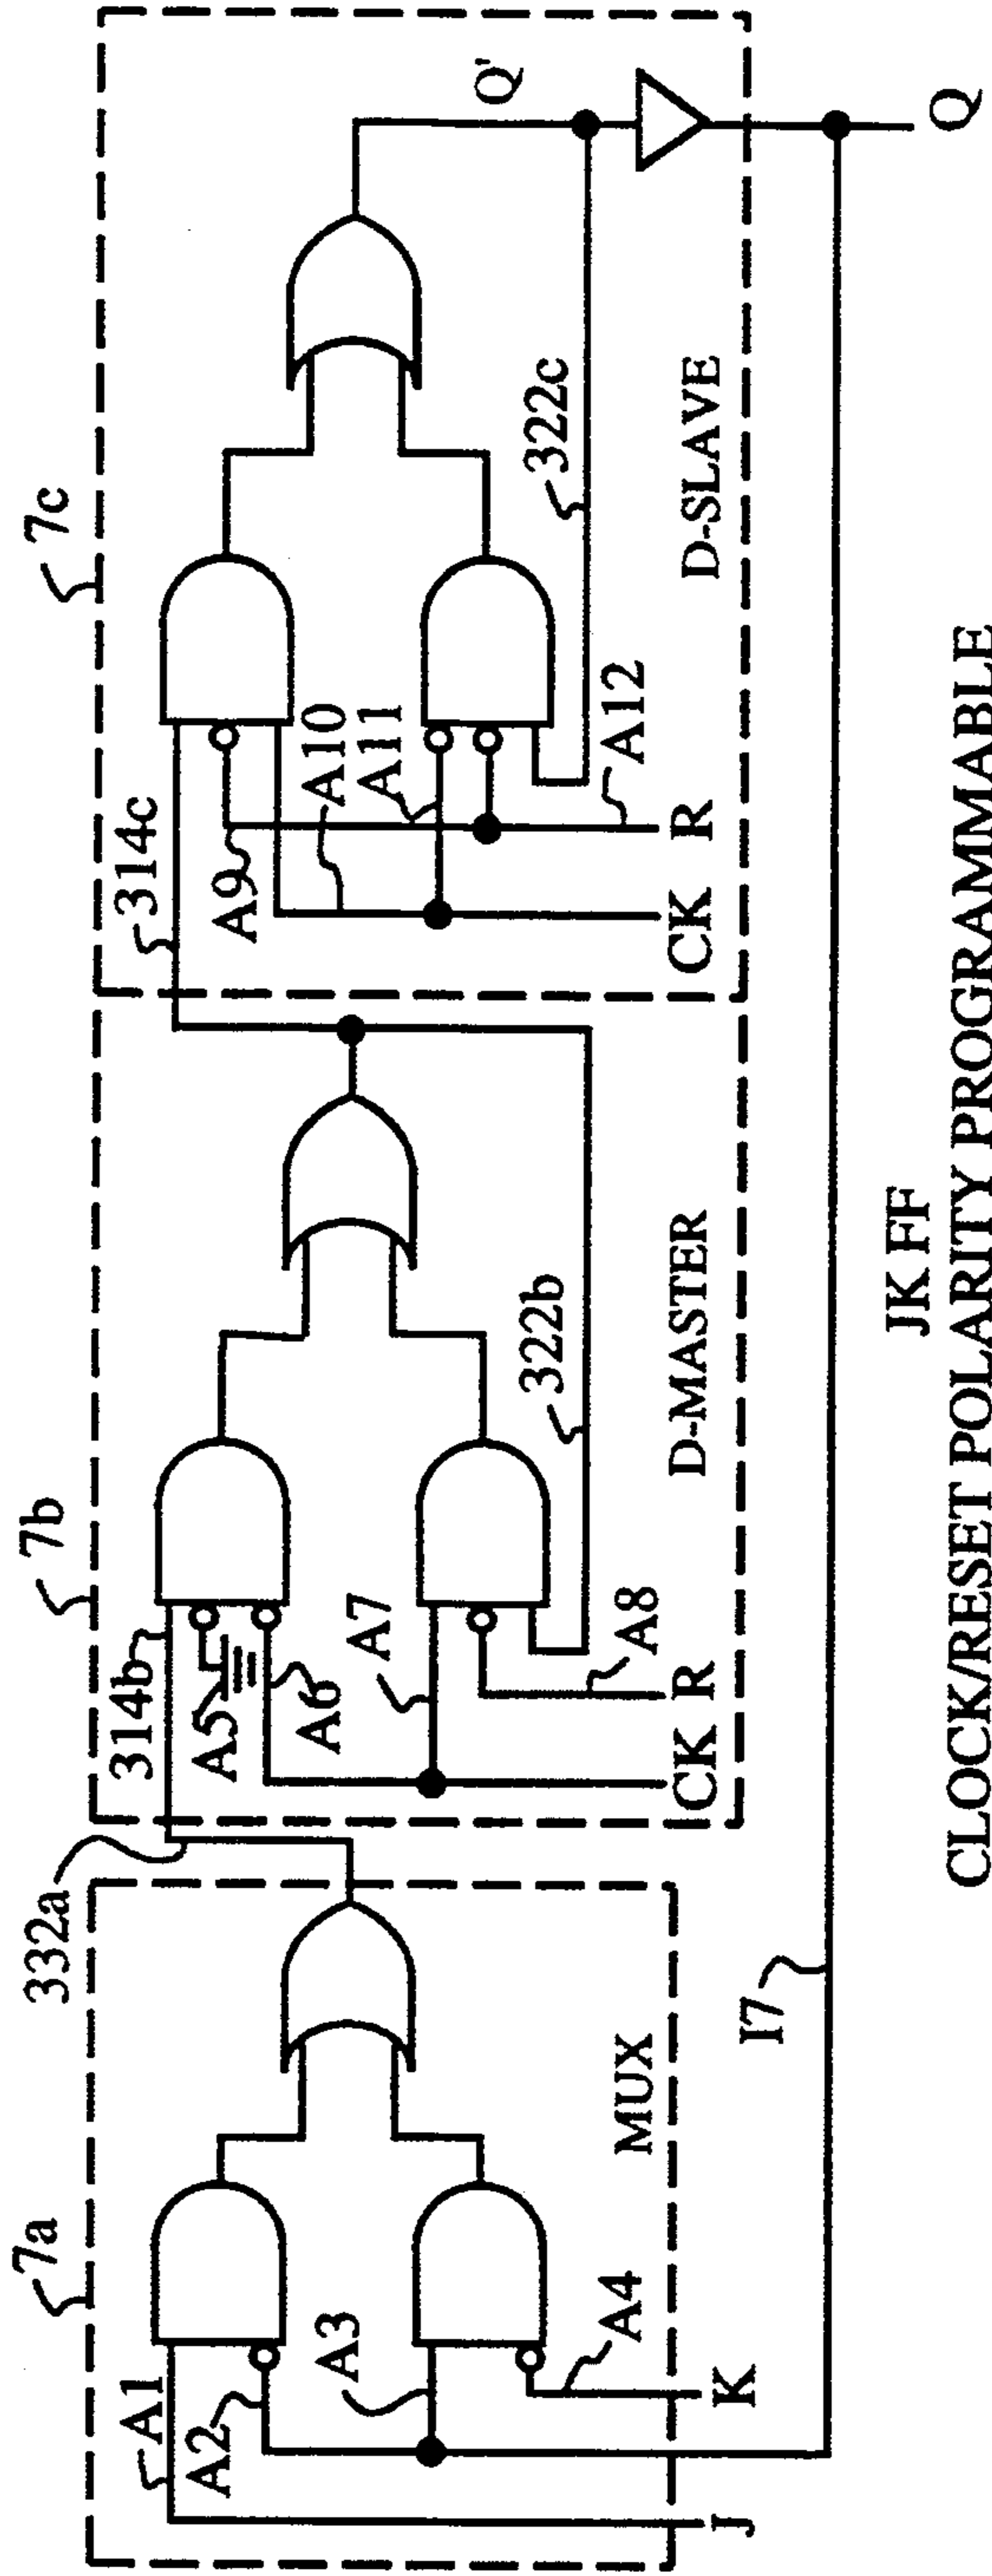 7a
7b
7c
332a
314b
314c
A1
A2
A3
A4
A5
A6
A7
A8
A9
A10
A11
A12
322b
322c
Q'
MUX
D-MASTER
D-SLAVE
J
K
CK
R
CK
R
I7
Q
JK FF
CLOCK/RESET POLARITY PROGRAMMABLE